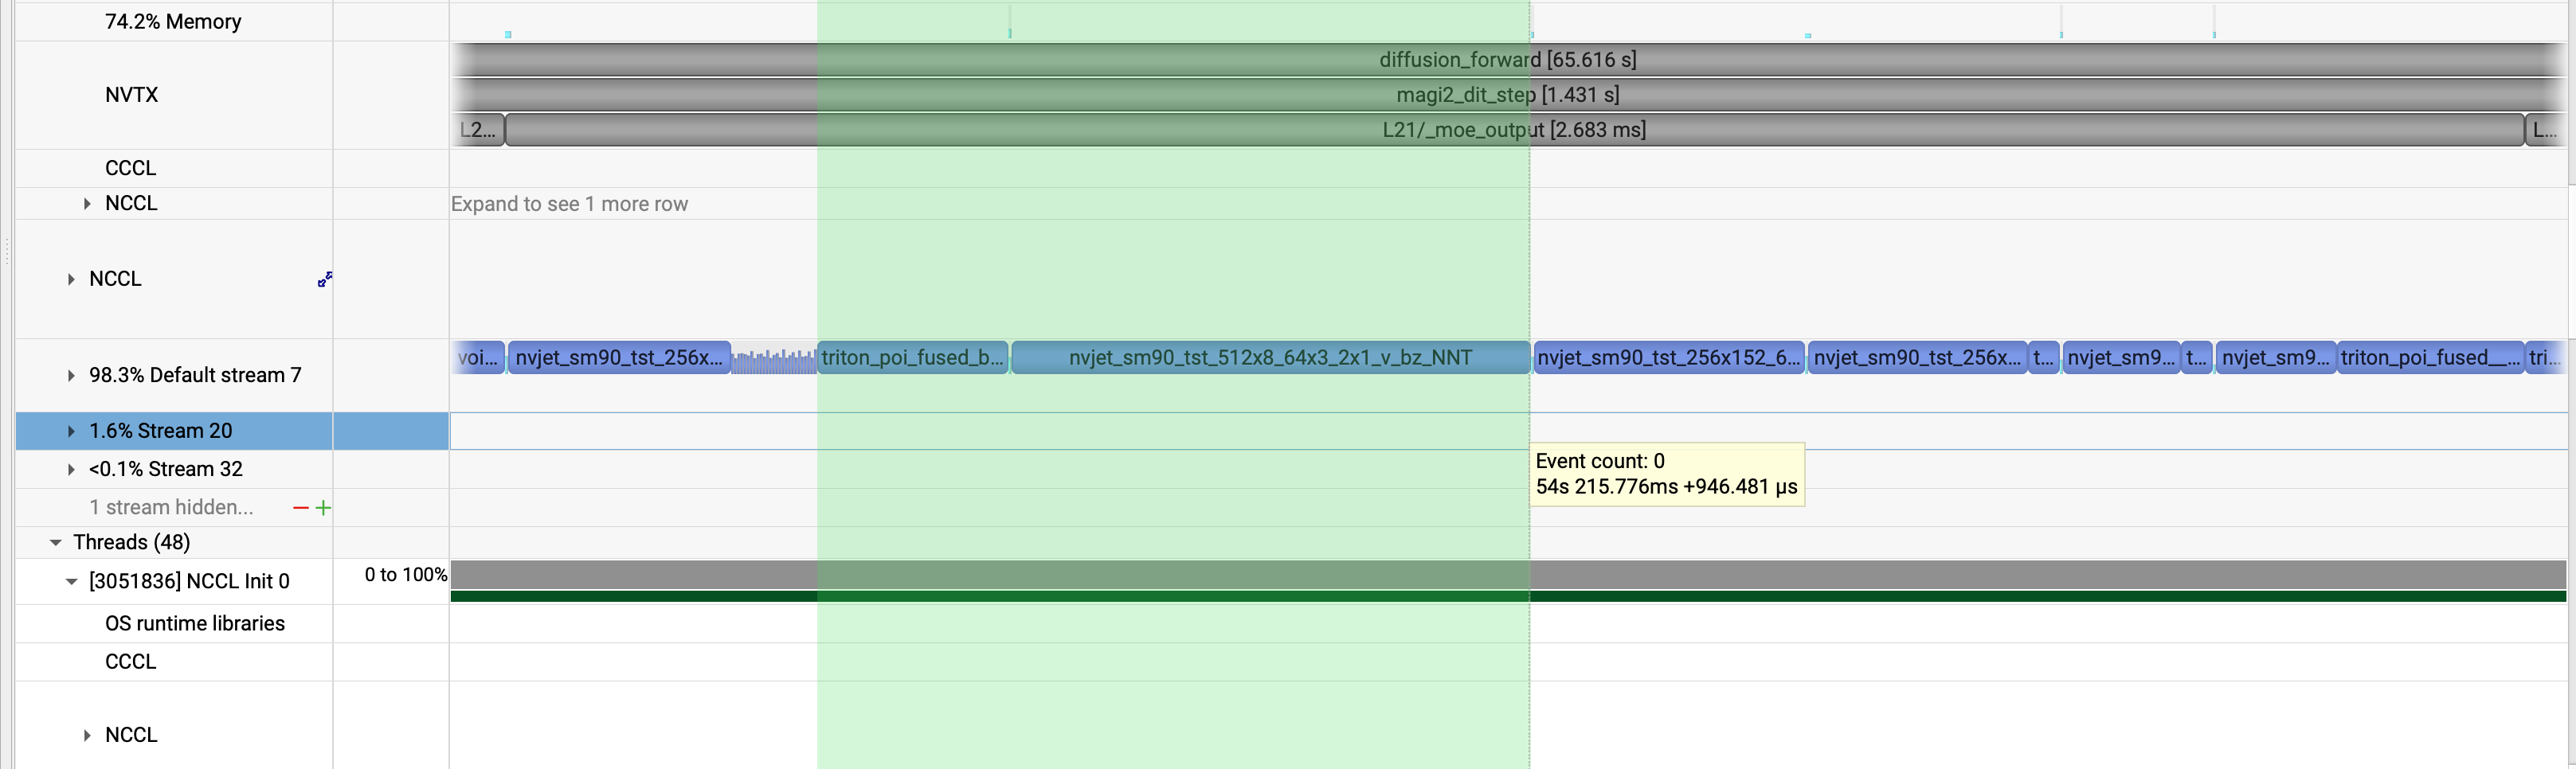 74.2% Memory
NVTX
diffusion_forward [65.616 s]
magi2_dit_step [1.431 s]
L2... L21/_moe_output [2.683 ms] L...
CCCL
NCCL Expand to see 1 more row
NCCL
98.3% Default stream 7
voi... nvjet_sm90_tst_256x... triton_poi_fused_b... nvjet_sm90_tst_512x8_64x3_2x1_v_bz_NNT nvjet_sm90_tst_256x152_6... nvjet_sm90_tst_256x... t... nvjet_sm9... t... nvjet_sm9... triton_poi_fused__... tri...
1.6% Stream 20
<0.1% Stream 32
Event count: 0
54s 215.776ms +946.481 µs
1 stream hidden... − +
Threads (48)
[3051836] NCCL Init 0 0 to 100%
OS runtime libraries
CCCL
NCCL